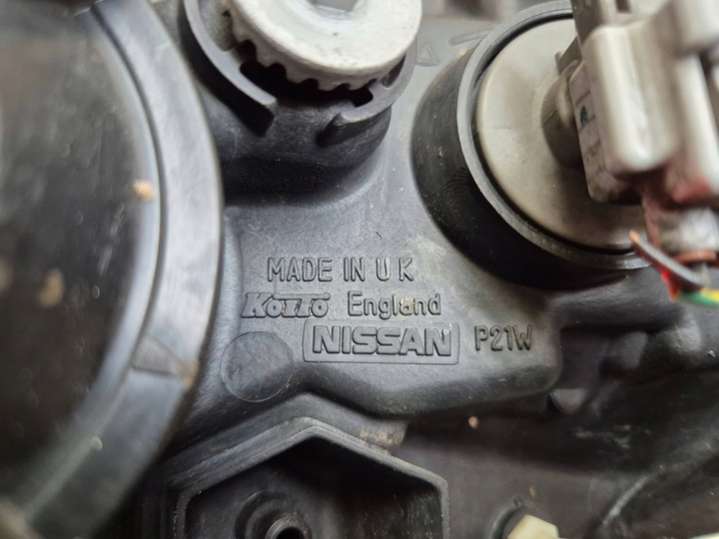 MADE IN U K
KOITO England
NISSAN P21W